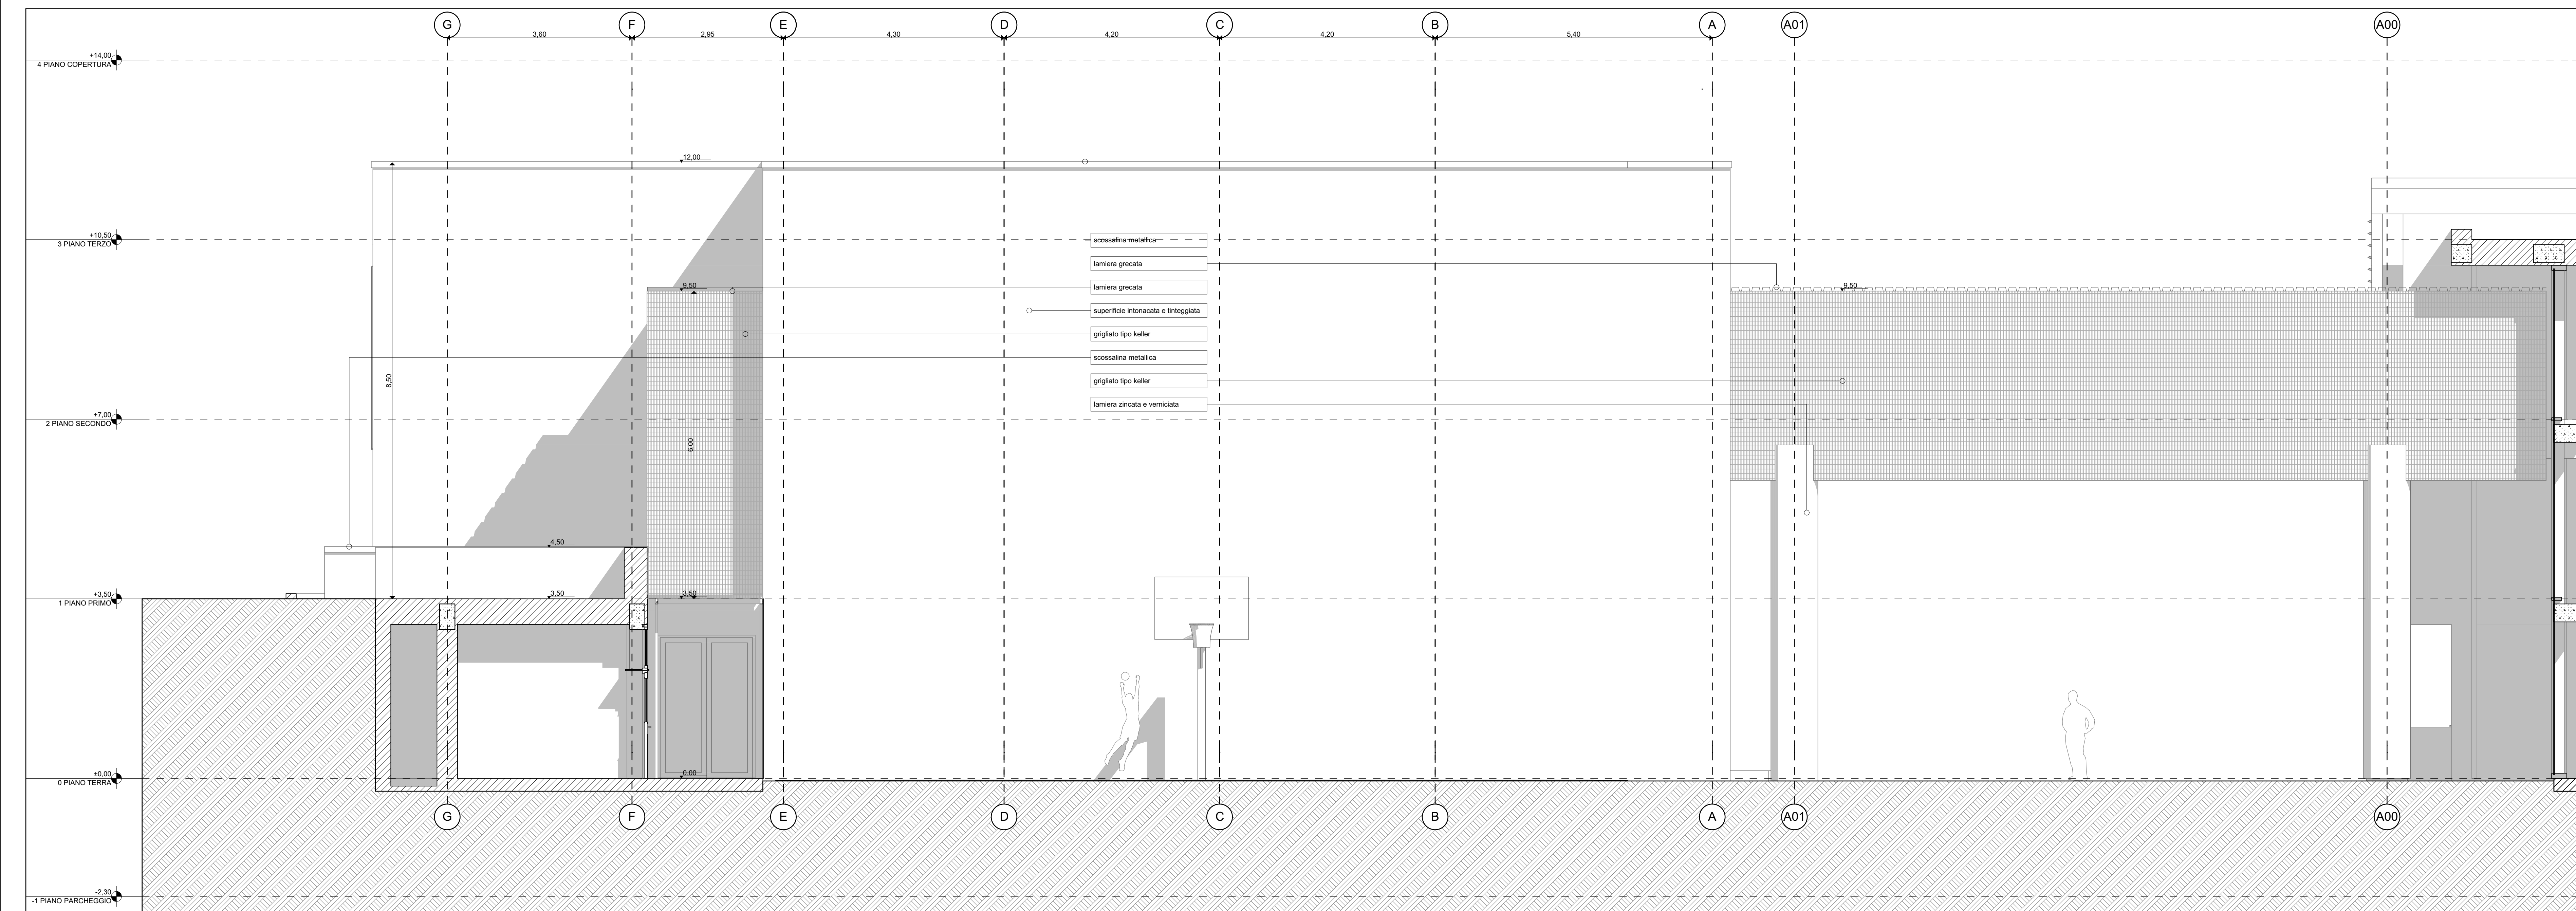 G F E D C B A A01 A00
3,60 2,95 4,30 4,20 4,20 5,40
+14,00
4 PIANO COPERTURA
12,00
+10,50
3 PIANO TERZO
scossalina metallica
lamiera grecata
9,50
9,50
lamiera grecata
superficie intonacata e tinteggiata
grigliato tipo keller
scossalina metallica
8,50
grigliato tipo keller
lamiera zincata e verniciata
+7,00
2 PIANO SECONDO
6,00
4,50
+3,50
1 PIANO PRIMO
3,50
3,50
±0,00
0 PIANO TERRA
0,00
G F E D C B A A01 A00
-2,30
-1 PIANO PARCHEGGIO